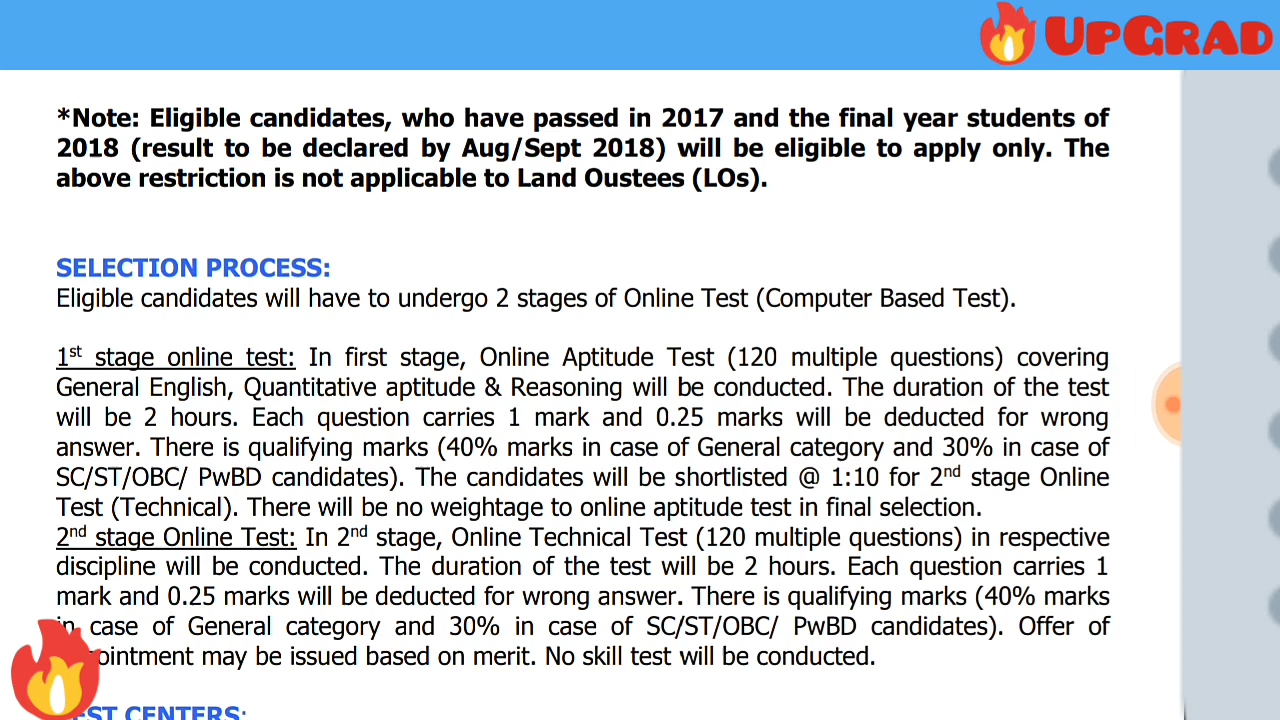 UPGRAD
*Note: Eligible candidates, who have passed in 2017 and the final year students of
2018 (result to be declared by Aug/Sept 2018) will be eligible to apply only. The
above restriction is not applicable to Land Oustees (LOs).
SELECTION PROCESS:
Eligible candidates will have to undergo 2 stages of Online Test (Computer Based Test).
1st stage online test: In first stage, Online Aptitude Test (120 multiple questions) covering
General English, Quantitative aptitude & Reasoning will be conducted. The duration of the test
will be 2 hours. Each question carries 1 mark and 0.25 marks will be deducted for wrong
answer. There is qualifying marks (40% marks in case of General category and 30% in case of
SC/ST/OBC/ PwBD candidates). The candidates will be shortlisted @ 1:10 for 2nd stage Online
Test (Technical). There will be no weightage to online aptitude test in final selection.
2nd stage Online Test: In 2nd stage, Online Technical Test (120 multiple questions) in respective
discipline will be conducted. The duration of the test will be 2 hours. Each question carries 1
mark and 0.25 marks will be deducted for wrong answer. There is qualifying marks (40% marks
in case of General category and 30% in case of SC/ST/OBC/ PwBD candidates). Offer of
ointment may be issued based on merit. No skill test will be conducted.
EST CENTERS: